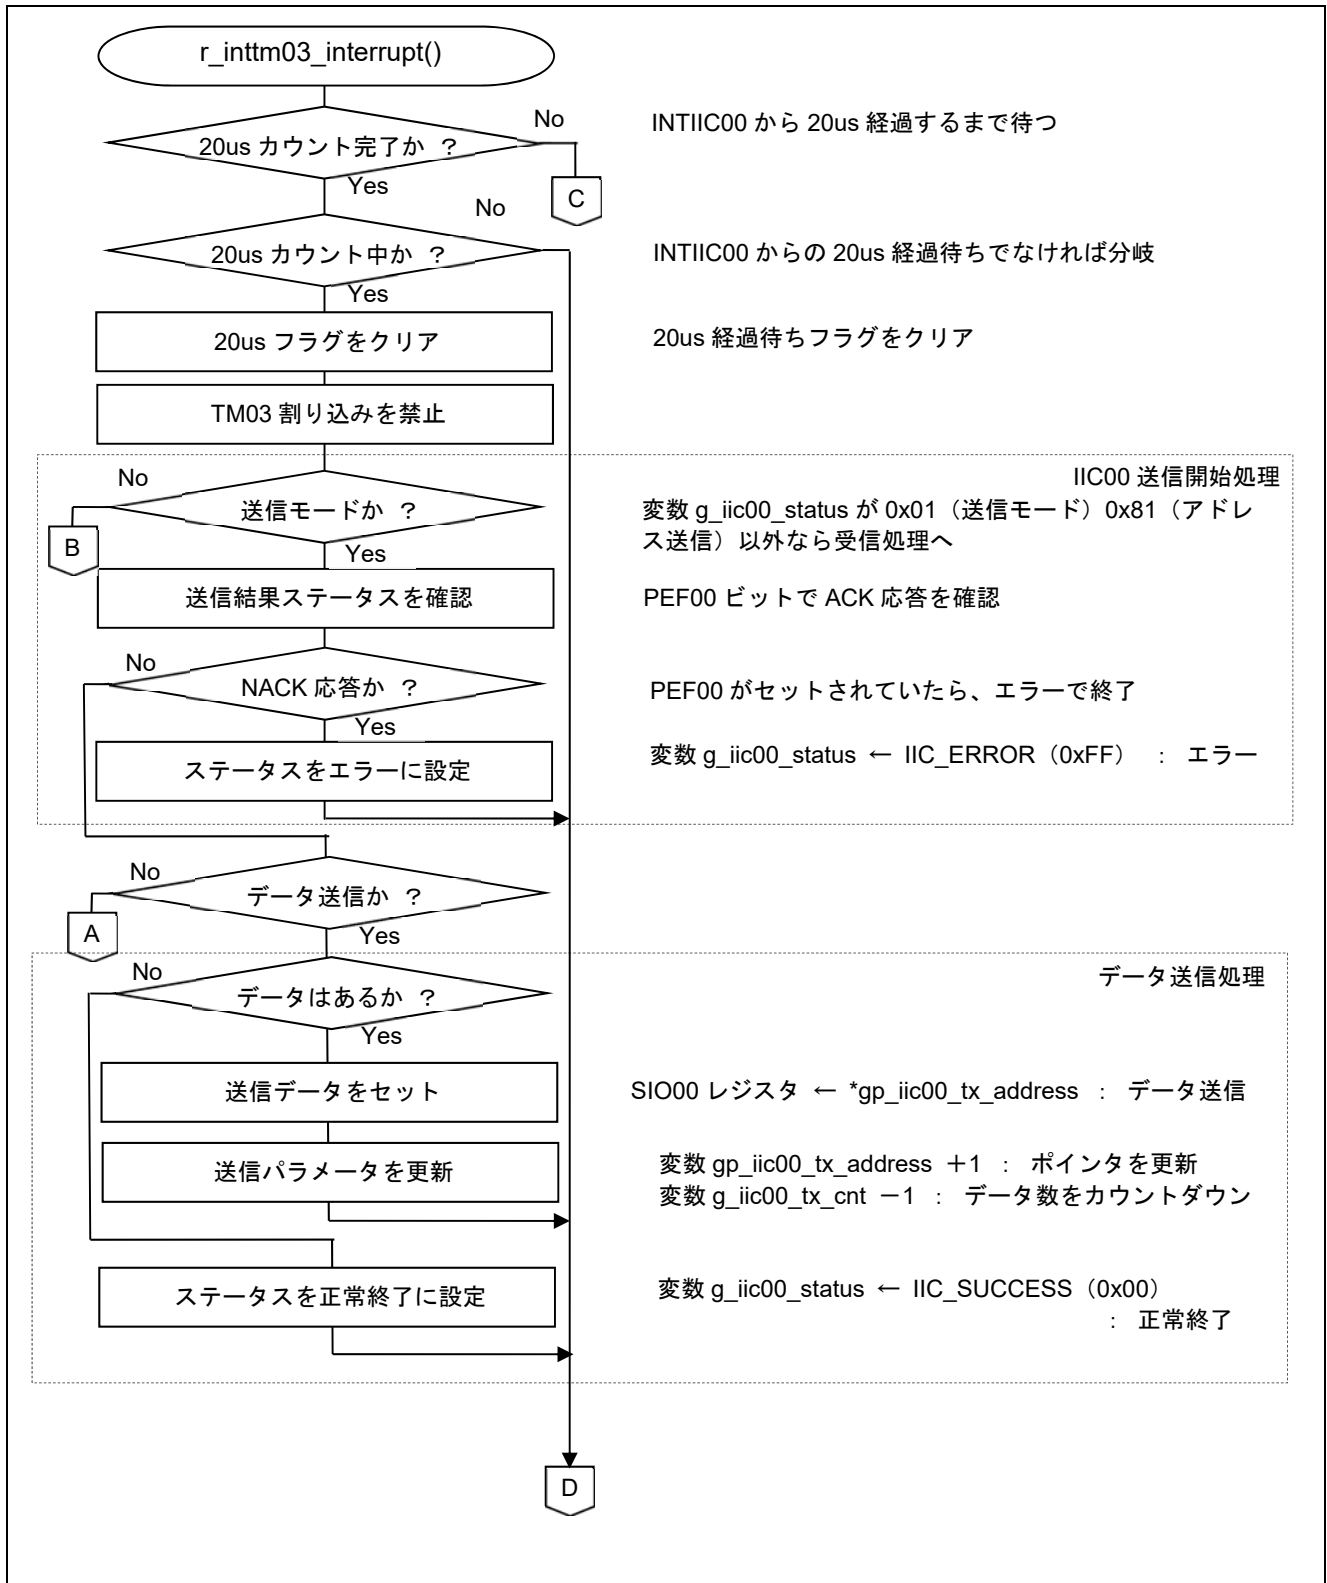 r_inttm03_interrupt()
No
20us カウント完了か ？
INTIIC00 から 20us 経過するまで待つ
Yes
C
No
20us カウント中か ？
INTIIC00 からの 20us 経過待ちでなければ分岐
Yes
20us フラグをクリア
20us 経過待ちフラグをクリア
TM03 割り込みを禁止
IIC00 送信開始処理
No
送信モードか ？
変数 g_iic00_status が 0x01（送信モード）0x81（アドレ
ス送信）以外なら受信処理へ
B
Yes
送信結果ステータスを確認
PEF00 ビットで ACK 応答を確認
No
NACK 応答か ？
PEF00 がセットされていたら、エラーで終了
Yes
ステータスをエラーに設定
変数 g_iic00_status ← IIC_ERROR（0xFF） ： エラー
No
データ送信か ？
A
Yes
データ送信処理
No
データはあるか ？
Yes
送信データをセット
SIO00 レジスタ ← *gp_iic00_tx_address ： データ送信
送信パラメータを更新
変数 gp_iic00_tx_address ＋1 ： ポインタを更新
変数 g_iic00_tx_cnt －1 ： データ数をカウントダウン
ステータスを正常終了に設定
変数 g_iic00_status ← IIC_SUCCESS（0x00）
： 正常終了
D